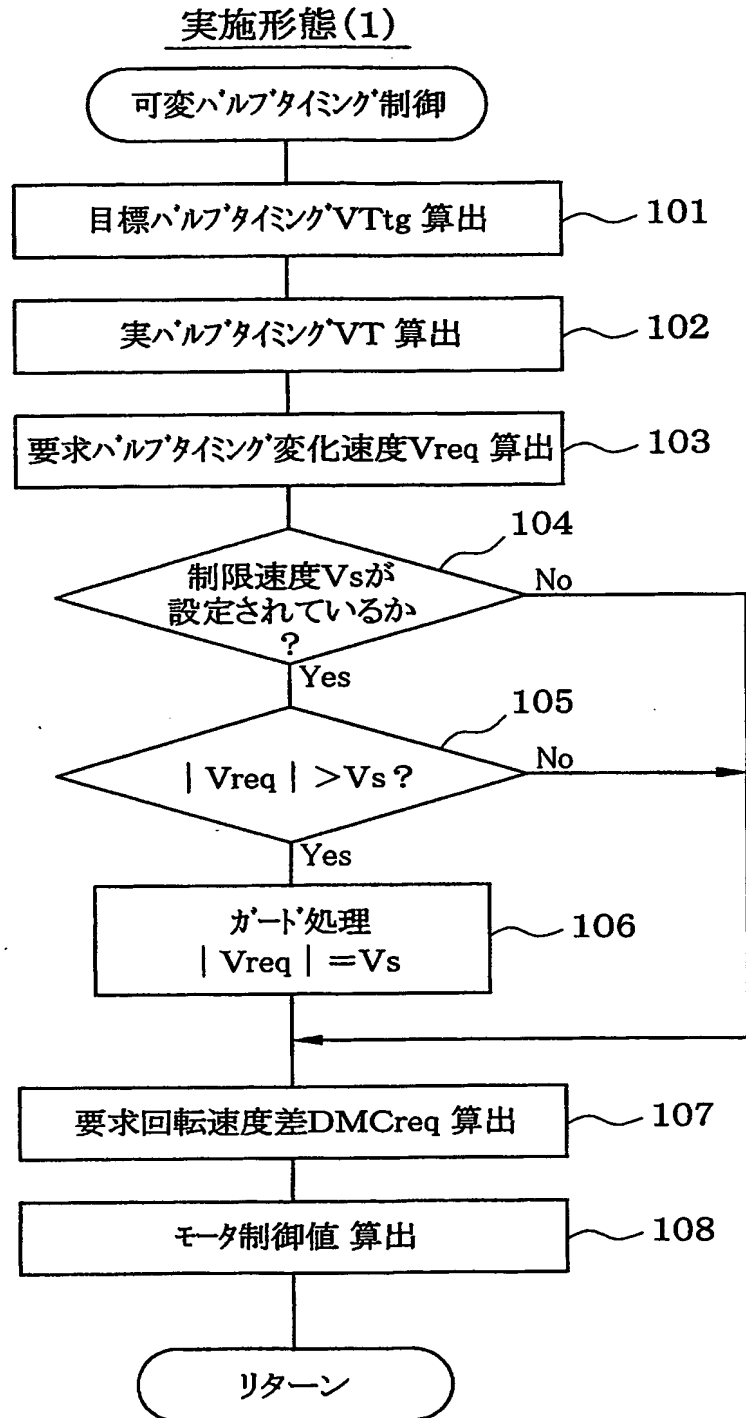 実施形態(1)
可変バルブタイミング制御
目標バルブタイミングVTtg 算出
101
実バルブタイミングVT 算出
102
要求バルブタイミング変化速度Vreq 算出
103
104
制限速度Vsが
設定されているか
？
No
Yes
105
| Vreq | >Vs?
No
Yes
ガード処理
| Vreq | =Vs
106
要求回転速度差DMCreq 算出
107
モータ制御値 算出
108
リターン